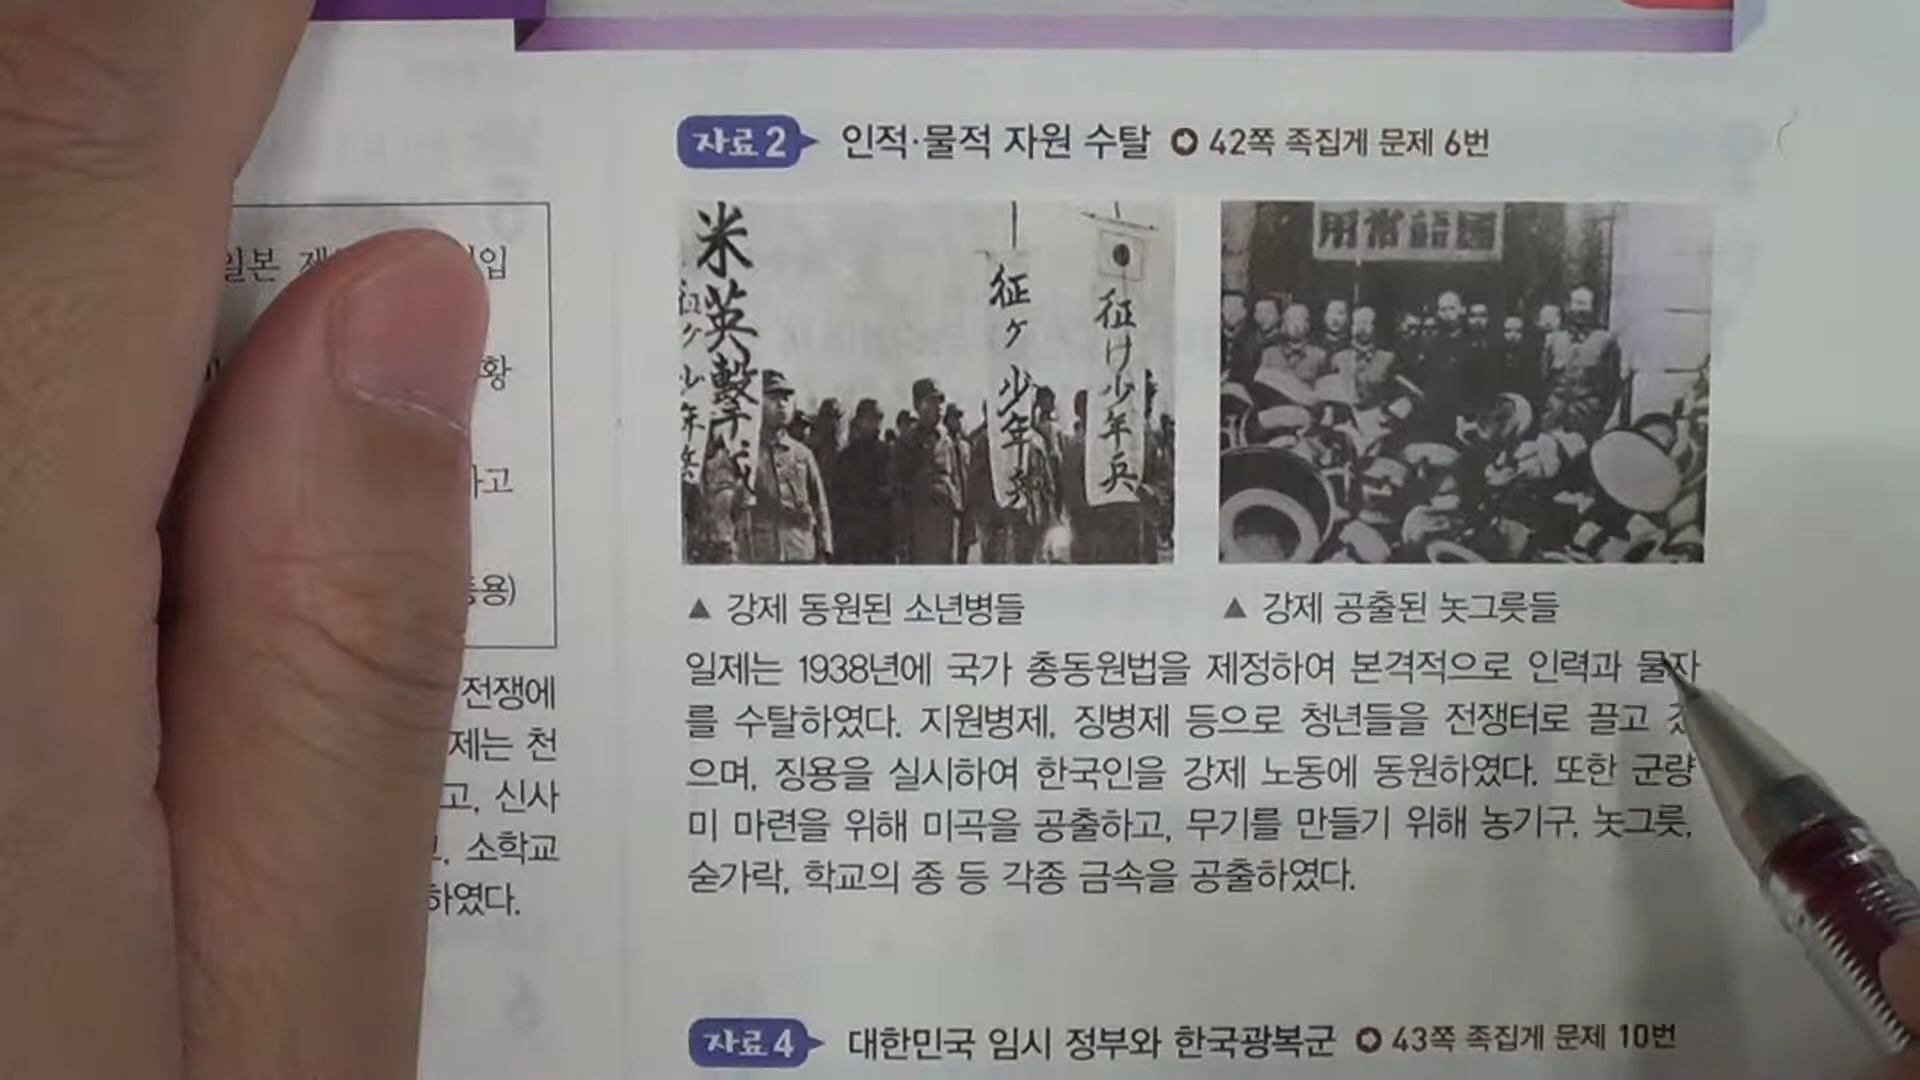 자료 2 인적·물적 자원 수탈 42쪽 족집게 문제 6번
米英撃滅
征ケ少年兵
征ケ少年兵
征け少年兵
用常
▲ 강제 동원된 소년병들
▲ 강제 공출된 놋그릇들
일제는 1938년에 국가 총동원법을 제정하여 본격적으로 인력과 물자
를 수탈하였다. 지원병제, 징병제 등으로 청년들을 전쟁터로 끌고 갔
으며, 징용을 실시하여 한국인을 강제 노동에 동원하였다. 또한 군량
미 마련을 위해 미곡을 공출하고, 무기를 만들기 위해 농기구, 놋그릇,
숟가락, 학교의 종 등 각종 금속을 공출하였다.
자료 4 대한민국 임시 정부와 한국광복군 43쪽 족집게 문제 10번
일본
입
황
고
용)
전쟁에
제는 천
고, 신사
소학교
하였다.